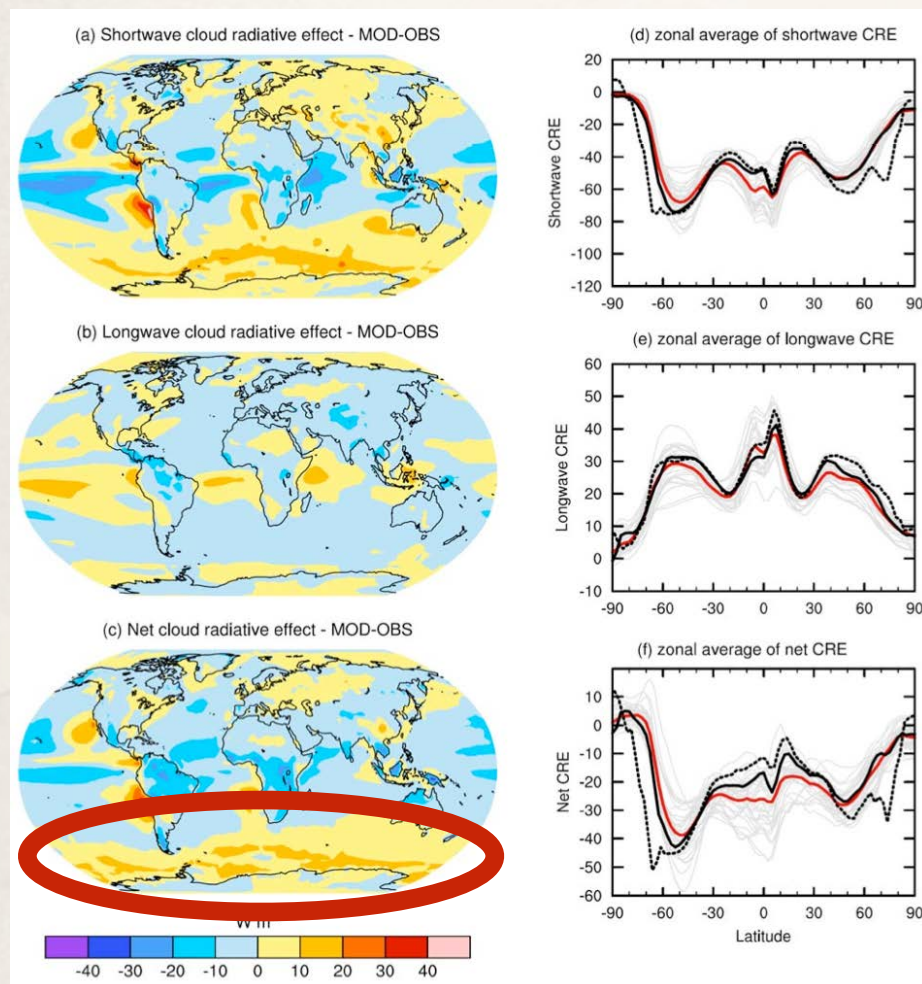 (a) Shortwave cloud radiative effect - MOD-OBS
(b) Longwave cloud radiative effect - MOD-OBS
(c) Net cloud radiative effect - MOD-OBS
-40 -30 -20 -10 0 10 20 30 40
(d) zonal average of shortwave CRE
Shortwave CRE
20
0
-20
-40
-60
-80
-100
-120
-90 -60 -30 0 30 60 90
(e) zonal average of longwave CRE
Longwave CRE
60
50
40
30
20
10
0
-10
-90 -60 -30 0 30 60 90
(f) zonal average of net CRE
Net CRE
10
0
-10
-20
-30
-40
-50
-60
-90 -60 -30 0 30 60 90
Latitude